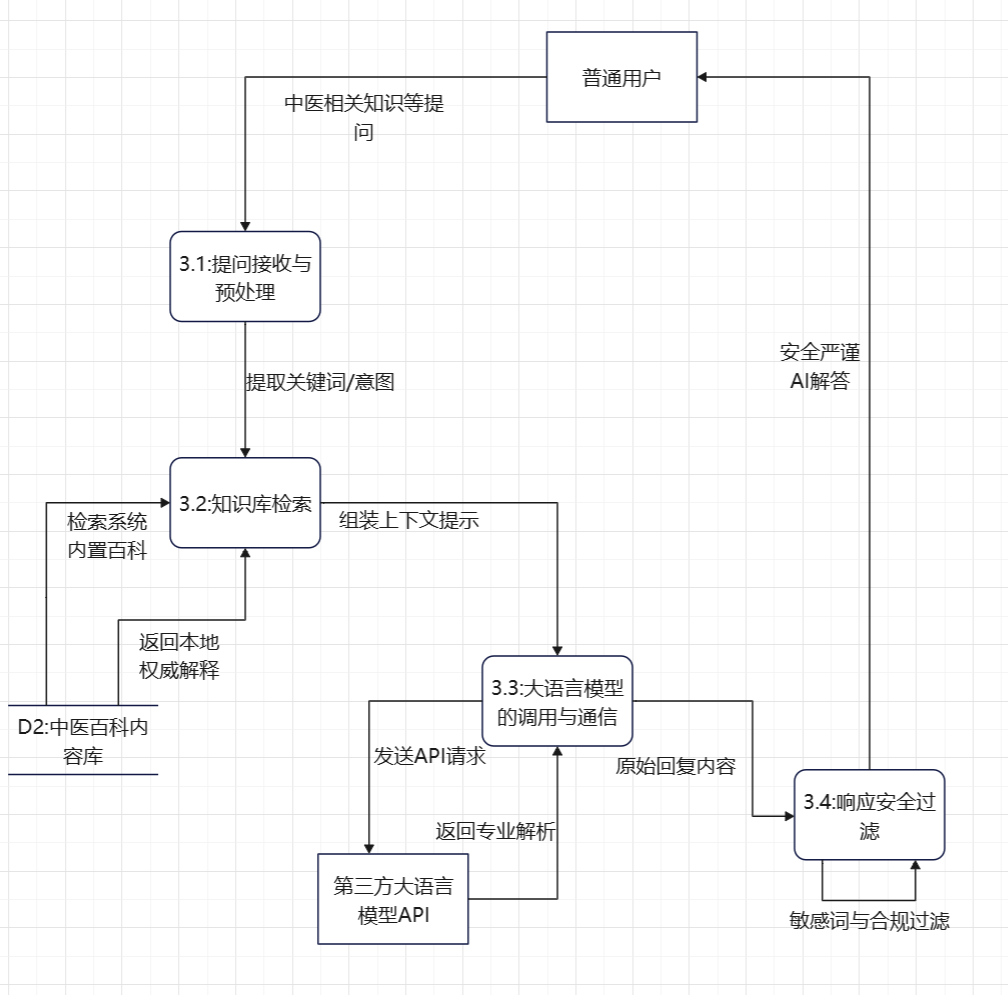 普通用户
中医相关知识等提
问
3.1:提问接收与
预处理
安全严谨
AI解答
提取关键词/意图
3.2:知识库检索
检索系统
内置百科
组装上下文提示
返回本地
权威解释
3.3:大语言模型
的调用与通信
D2:中医百科内
容库
发送API请求
原始回复内容
3.4:响应安全过
滤
返回专业解析
第三方大语言
模型API
敏感词与合规过滤